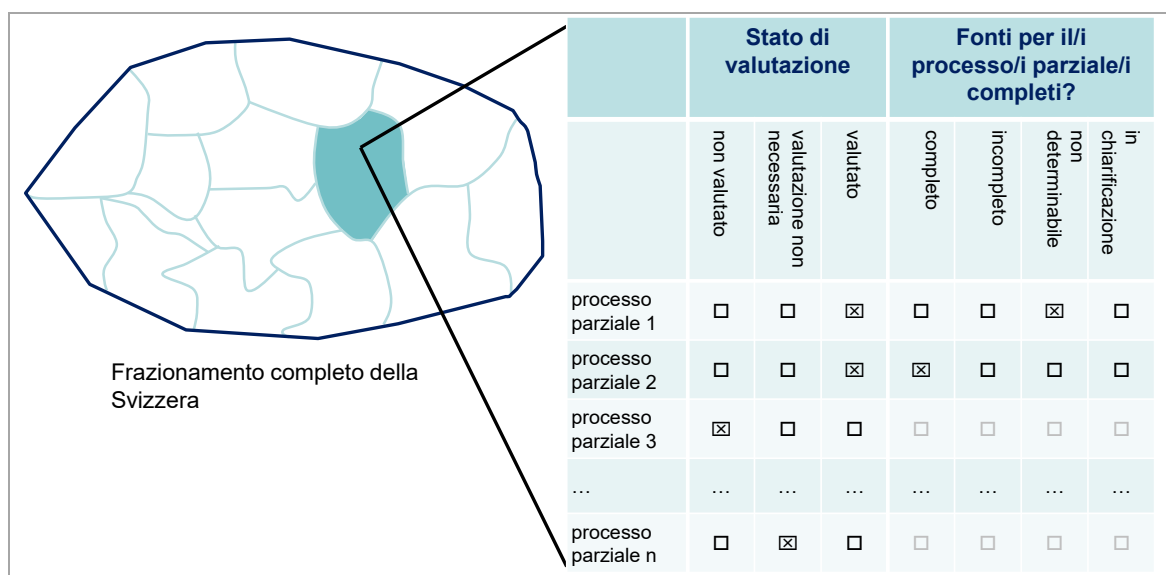 Stato di
valutazione
Fonti per il/i
processo/i parziale/i
completi?
non valutato
valutazione non
necessaria
valutato
completo
incompleto
non
determinabile
in
chiarificazione
processo
parziale 1
☐ ☐ ☒ ☐ ☐ ☒ ☐
processo
parziale 2
☐ ☐ ☒ ☒ ☐ ☐ ☐
processo
parziale 3
☒ ☐ ☐ ☐ ☐ ☐ ☐
… … … … … … … …
processo
parziale n
☐ ☒ ☐ ☐ ☐ ☐ ☐
Frazionamento completo della
Svizzera